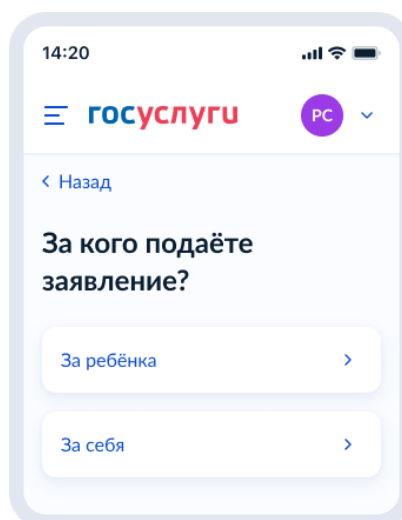 14:20
госуслуги
РС
Назад
За кого подаёте
заявление?
За ребёнка
За себя